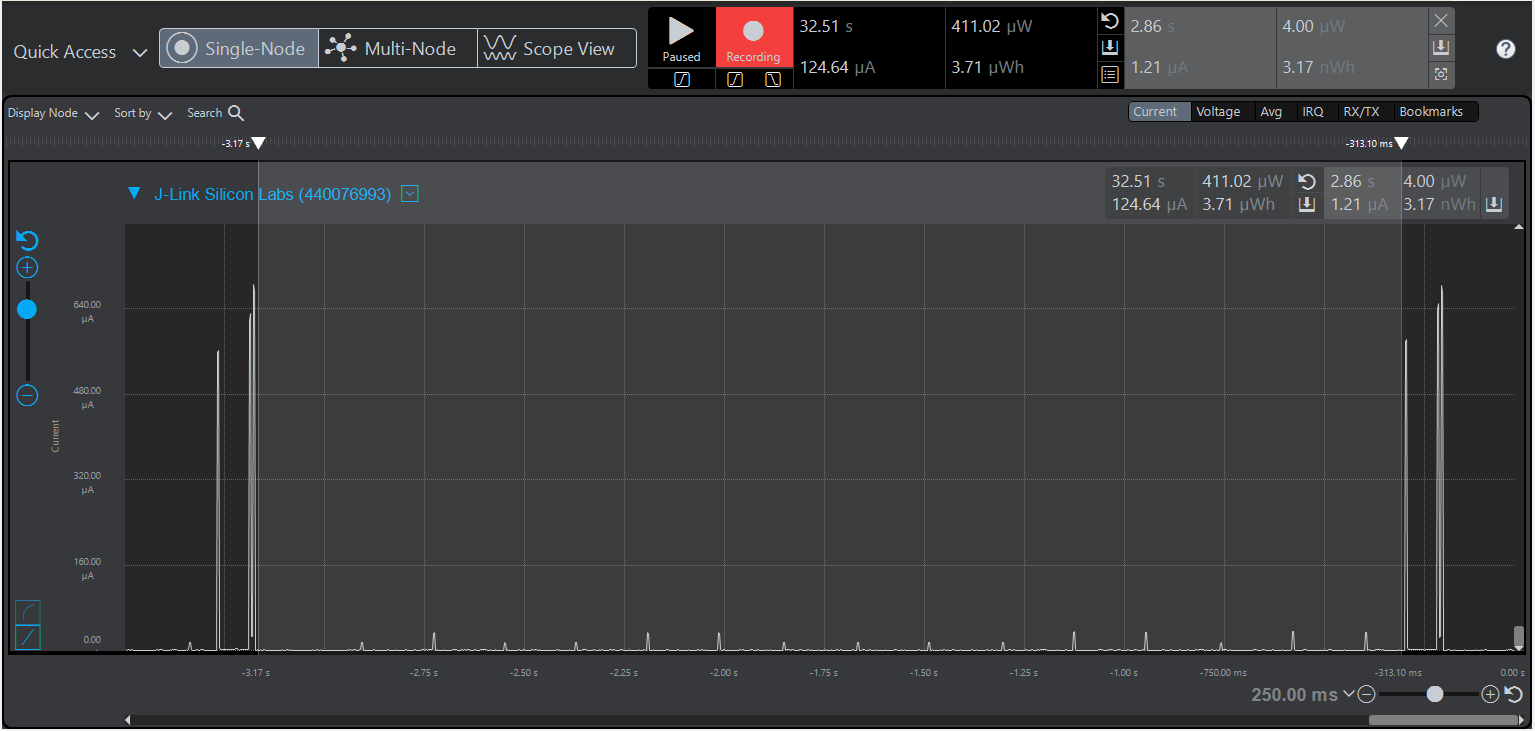 Quick Access
Single-Node
Multi-Node
Scope View
Paused
Recording
32.51 s
411.02 µW
124.64 µA
3.71 µWh
2.86 s
4.00 µW
1.21 µA
3.17 nWh
?
Display Node
Sort by
Search
Current
Voltage
Avg
IRQ
RX/TX
Bookmarks
-3.17 s
-313.10 ms
J-Link Silicon Labs (440076993)
32.51 s
411.02 µW
2.86 s
4.00 µW
124.64 µA
3.71 µWh
1.21 µA
3.17 nWh
640.00
µA
480.00
µA
Current
320.00
µA
160.00
µA
0.00
-3.17 s
-2.75 s
-2.50 s
-2.25 s
-2.00 s
-1.75 s
-1.50 s
-1.25 s
-1.00 s
-750.00 ms
-313.10 ms
0.00 s
250.00 ms